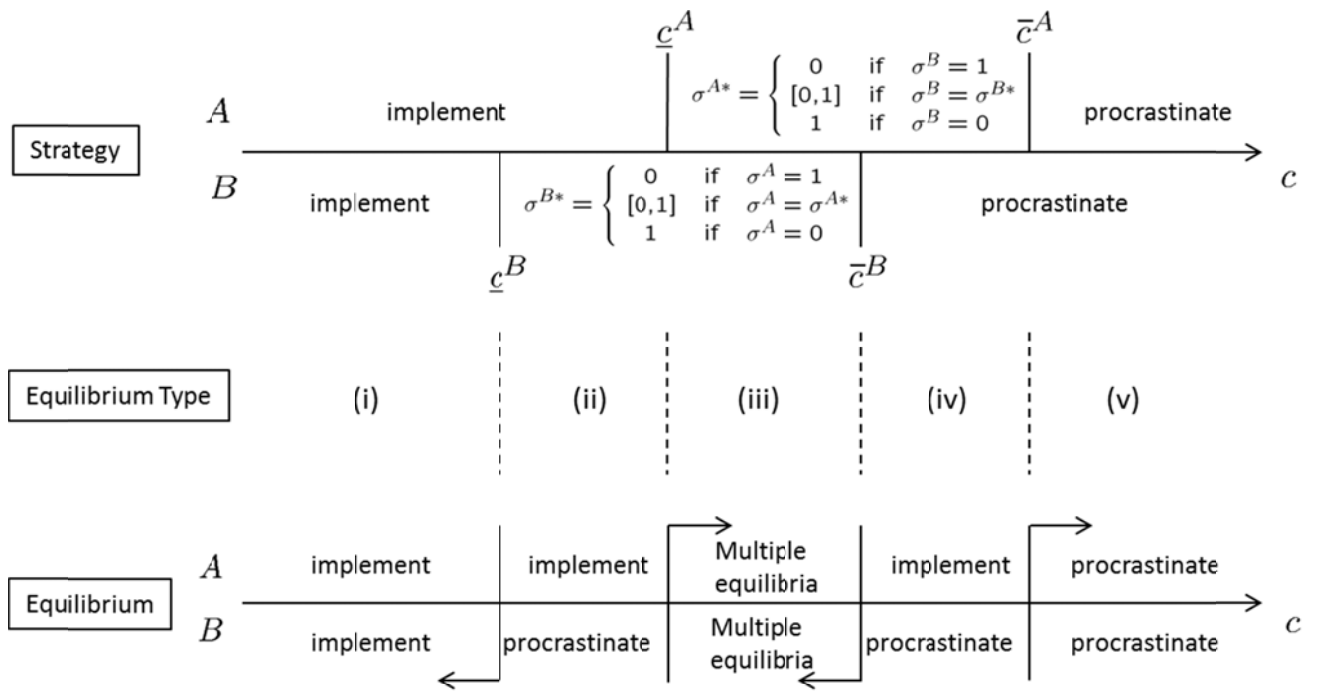 c̲^A
c̅^A
A
implement
σ^{A*} = { 0 if σ^B = 1
[0,1] if σ^B = σ^{B*}
1 if σ^B = 0
procrastinate
Strategy
c
B
implement
σ^{B*} = { 0 if σ^A = 1
[0,1] if σ^A = σ^{A*}
1 if σ^A = 0
procrastinate
c̲^B
c̅^B
Equilibrium Type
(i)
(ii)
(iii)
(iv)
(v)
A
implement
implement
Multiple
equilibria
implement
procrastinate
Equilibrium
c
B
implement
procrastinate
Multiple
equilibria
procrastinate
procrastinate